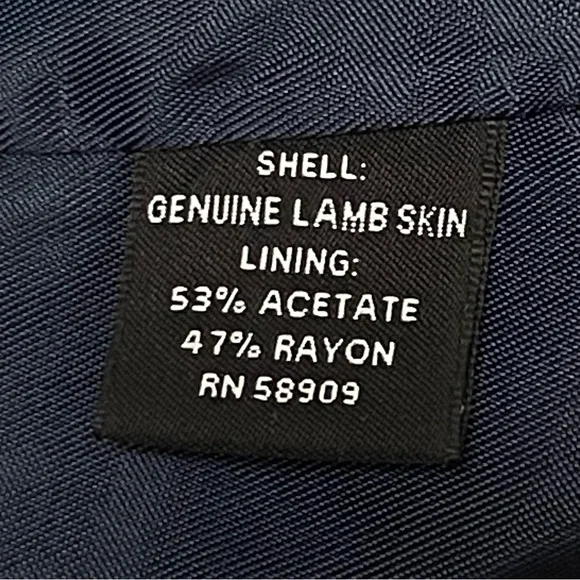 SHELL:
GENUINE LAMB SKIN
LINING:
53% ACETATE
47% RAYON
RN 58909